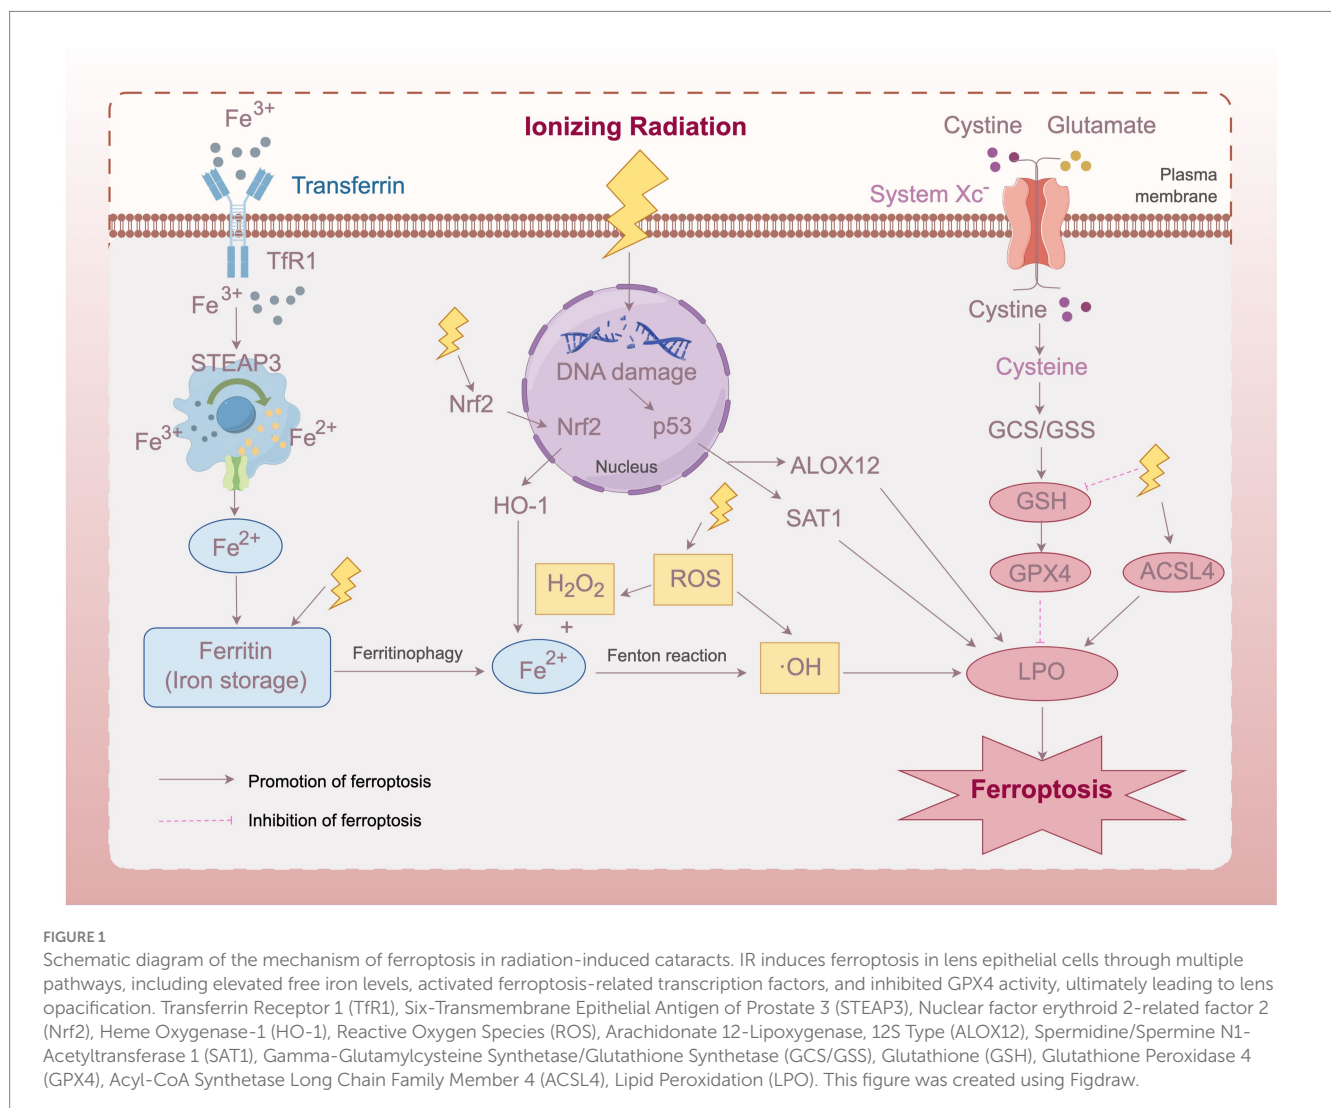 Fe3+
Ionizing Radiation
Cystine
Glutamate
Transferrin
System Xc-
Plasma
membrane
TfR1
Fe3+
Cystine
STEAP3
DNA damage
Cysteine
Nrf2
Nrf2
p53
Fe3+
Fe2+
GCS/GSS
Nucleus
ALOX12
HO-1
SAT1
GSH
Fe2+
H2O2
ROS
GPX4
ACSL4
+
Ferritin
(Iron storage)
Ferritinophagy
Fe2+
Fenton reaction
·OH
LPO
Promotion of ferroptosis
Inhibition of ferroptosis
Ferroptosis
FIGURE 1
Schematic diagram of the mechanism of ferroptosis in radiation-induced cataracts. IR induces ferroptosis in lens epithelial cells through multiple
pathways, including elevated free iron levels, activated ferroptosis-related transcription factors, and inhibited GPX4 activity, ultimately leading to lens
opacification. Transferrin Receptor 1 (TfR1), Six-Transmembrane Epithelial Antigen of Prostate 3 (STEAP3), Nuclear factor erythroid 2-related factor 2
(Nrf2), Heme Oxygenase-1 (HO-1), Reactive Oxygen Species (ROS), Arachidonate 12-Lipoxygenase, 12S Type (ALOX12), Spermidine/Spermine N1-
Acetyltransferase 1 (SAT1), Gamma-Glutamylcysteine Synthetase/Glutathione Synthetase (GCS/GSS), Glutathione (GSH), Glutathione Peroxidase 4
(GPX4), Acyl-CoA Synthetase Long Chain Family Member 4 (ACSL4), Lipid Peroxidation (LPO). This figure was created using Figdraw.